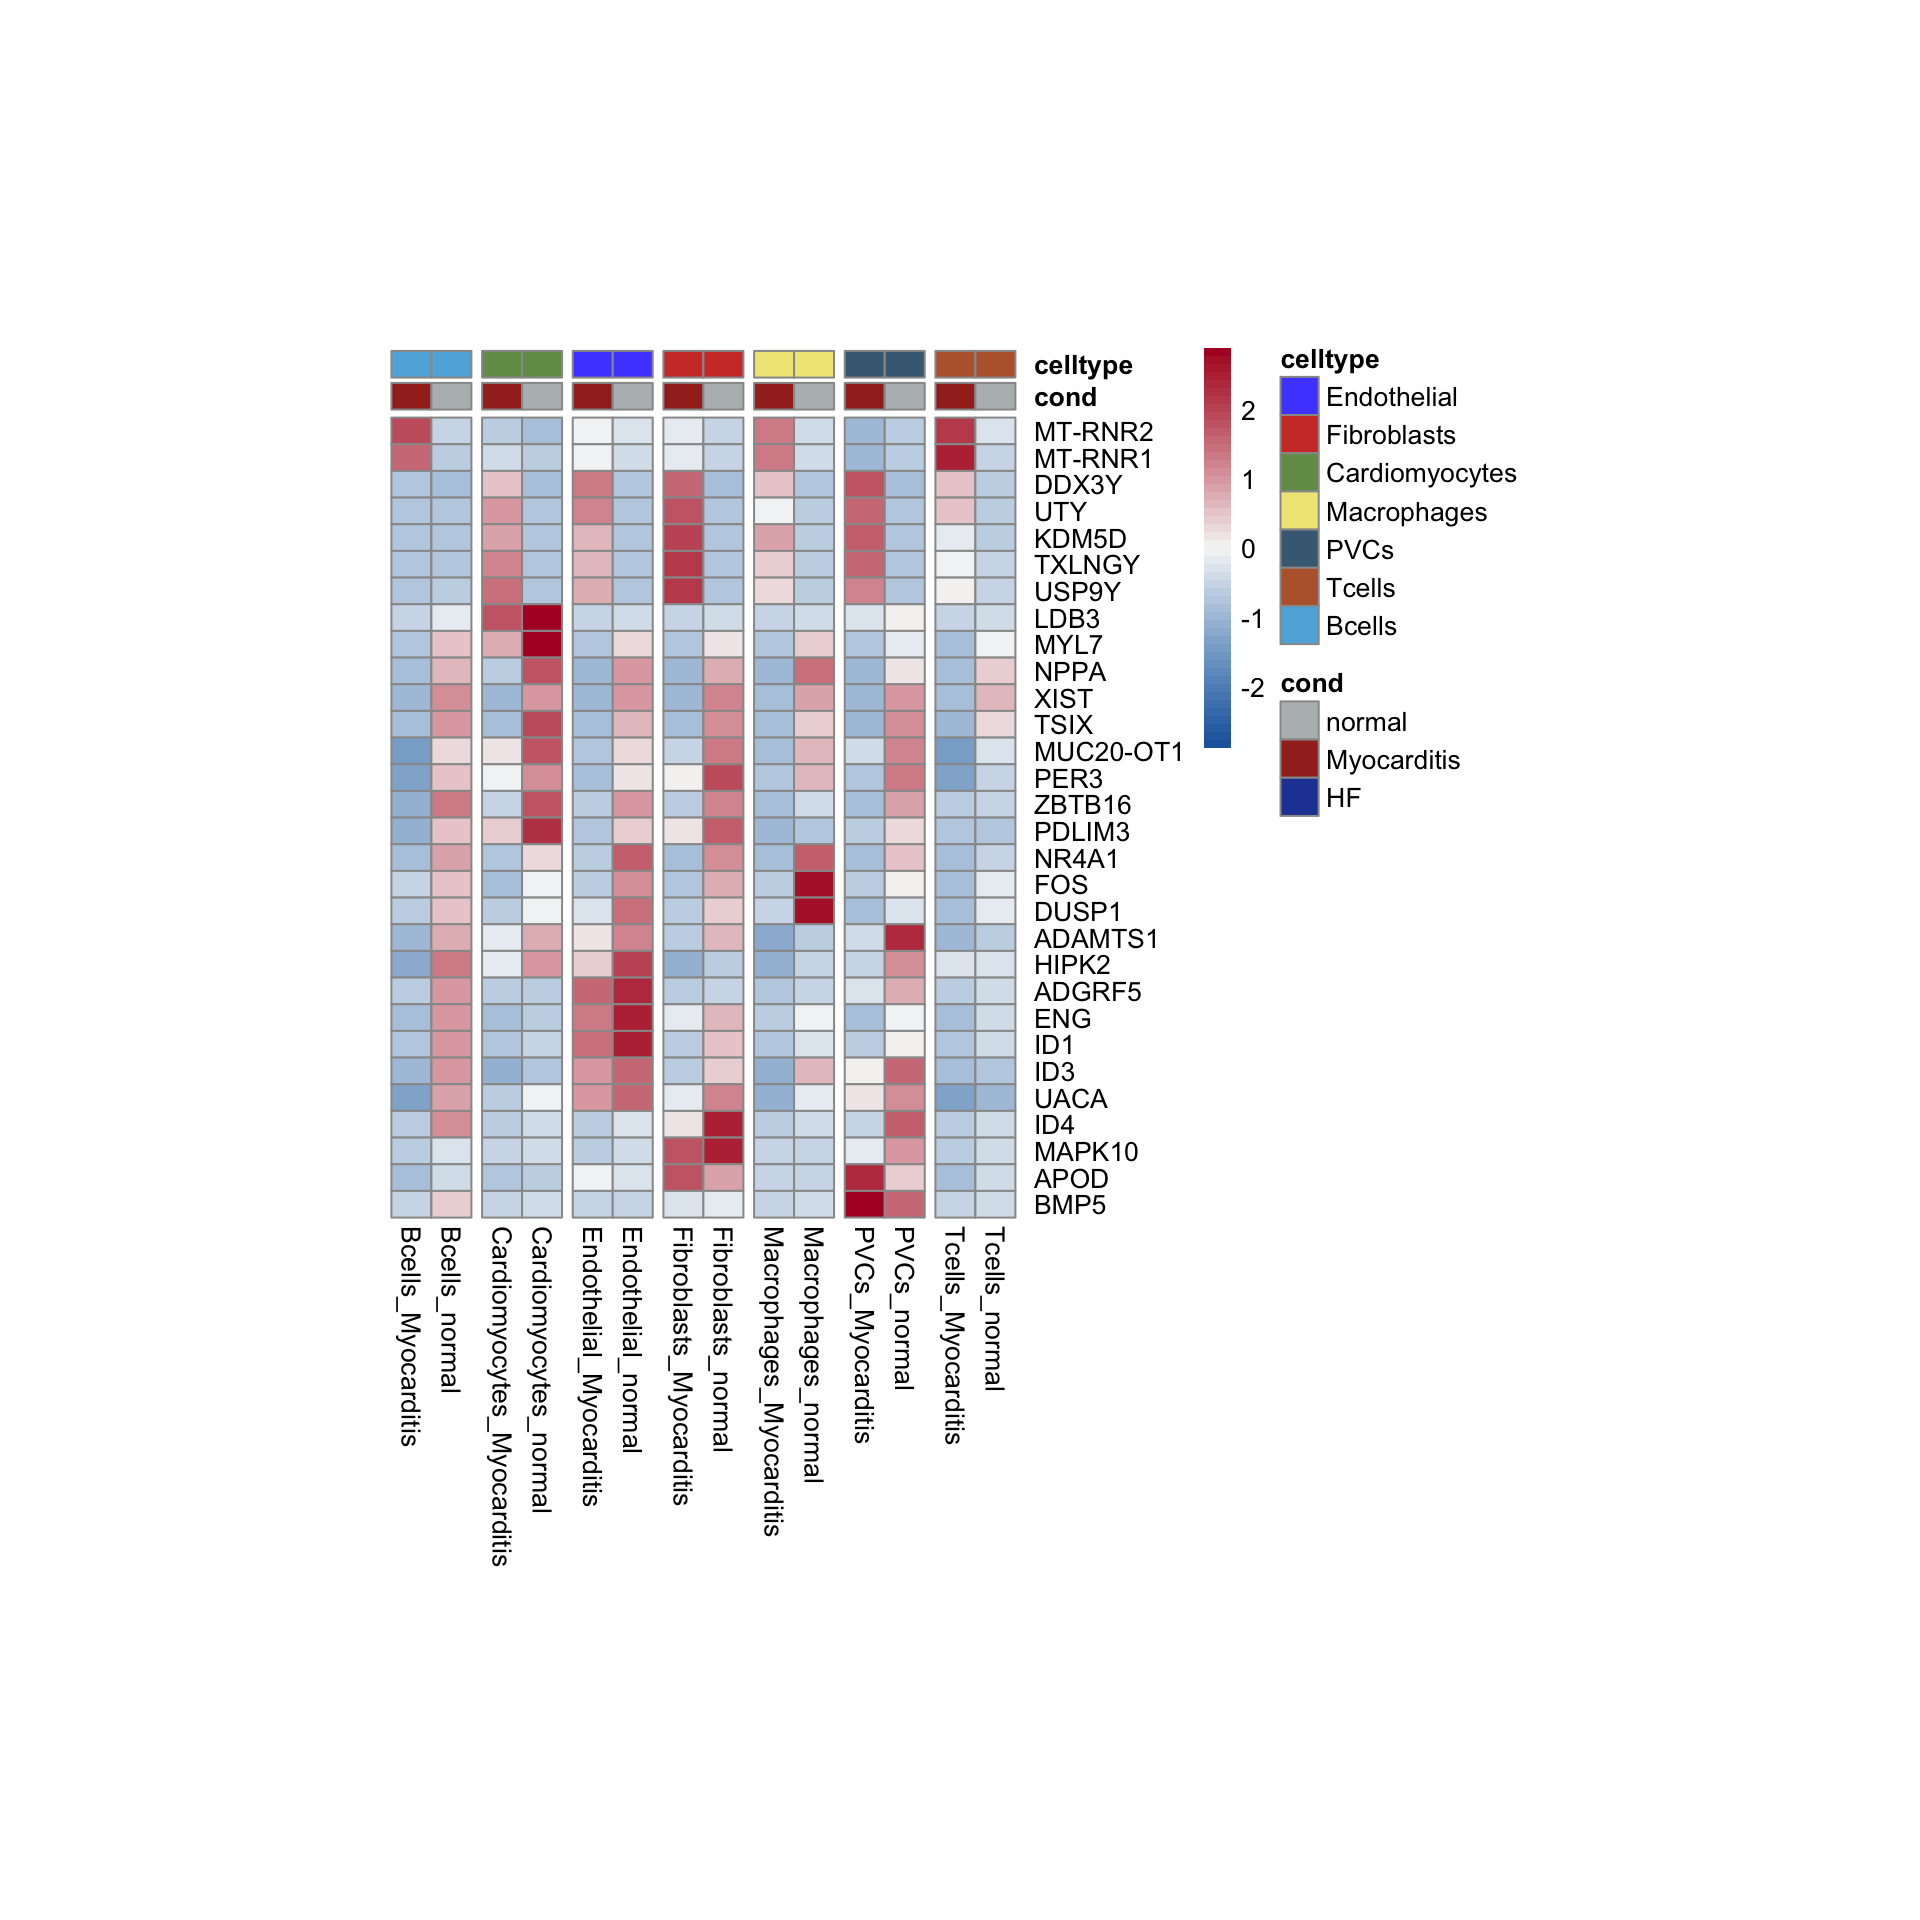 celltype
cond
MT-RNR2
MT-RNR1
DDX3Y
UTY
KDM5D
TXLNGY
USP9Y
LDB3
MYL7
NPPA
XIST
TSIX
MUC20-OT1
PER3
ZBTB16
PDLIM3
NR4A1
FOS
DUSP1
ADAMTS1
HIPK2
ADGRF5
ENG
ID1
ID3
UACA
ID4
MAPK10
APOD
BMP5
Bcells_Myocarditis
Bcells_normal
Cardiomyocytes_Myocarditis
Cardiomyocytes_normal
Endothelial_Myocarditis
Endothelial_normal
Fibroblasts_Myocarditis
Fibroblasts_normal
Macrophages_Myocarditis
Macrophages_normal
PVCs_Myocarditis
PVCs_normal
Tcells_Myocarditis
Tcells_normal
2
1
0
-1
-2
celltype
Endothelial
Fibroblasts
Cardiomyocytes
Macrophages
PVCs
Tcells
Bcells
cond
normal
Myocarditis
HF